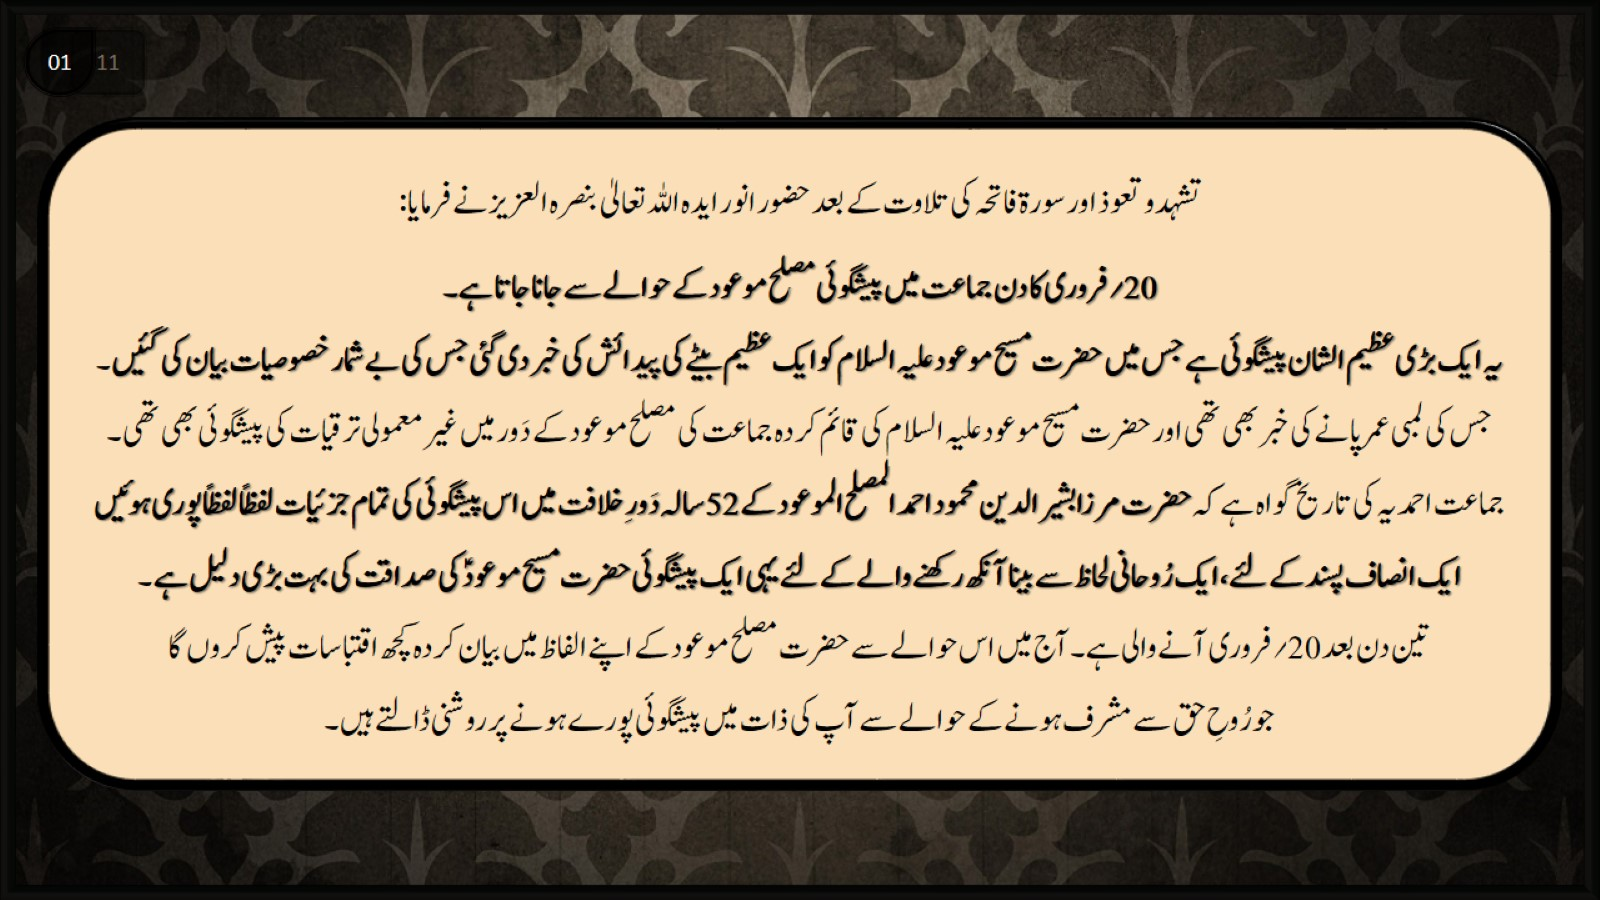 01 11
تشہد و تعوذ اور سورۃ فاتحہ کی تلاوت کے بعد حضور انور ایدہ اللہ تعالیٰ بنصرہ العزیز نے فرمایا:
20؍ فروری کا دن جماعت میں پیشگوئی مصلح موعود کے حوالے سے جانا جاتا ہے۔
یہ ایک بڑی عظیم الشان پیشگوئی ہے جس میں حضرت مسیح موعود علیہ السلام کو ایک عظیم بیٹے کی پیدائش کی خبر دی گئی جس کی بے شمار خصوصیات بیان کی گئیں۔
جس کی لمبی عمر پانے کی خبر بھی تھی اور حضرت مسیح موعود علیہ السلام کی قائم کردہ جماعت کی مصلح موعود کے دَور میں غیر معمولی ترقیات کی پیشگوئی بھی تھی۔
جماعت احمدیہ کی تاریخ گواہ ہے کہ حضرت مرزا بشیر الدین محمود احمد المصلح الموعود کے 52 سالہ دَورِ خلافت میں اس پیشگوئی کی تمام جزئیات لفظاً لفظاً پوری ہوئیں
ایک انصاف پسند کے لئے، ایک رُوحانی لحاظ سے بینا آنکھ رکھنے والے کے لئے یہی ایک پیشگوئی حضرت مسیح موعودؑ کی صداقت کی بہت بڑی دلیل ہے۔
تین دن بعد 20؍ فروری آنے والی ہے۔ آج میں اس حوالے سے حضرت مصلح موعود کے اپنے الفاظ میں بیان کردہ کچھ اقتباسات پیش کروں گا
جو رُوحِ حق سے مشرف ہونے کے حوالے سے آپ کی ذات میں پیشگوئی پورے ہونے پر روشنی ڈالتے ہیں۔